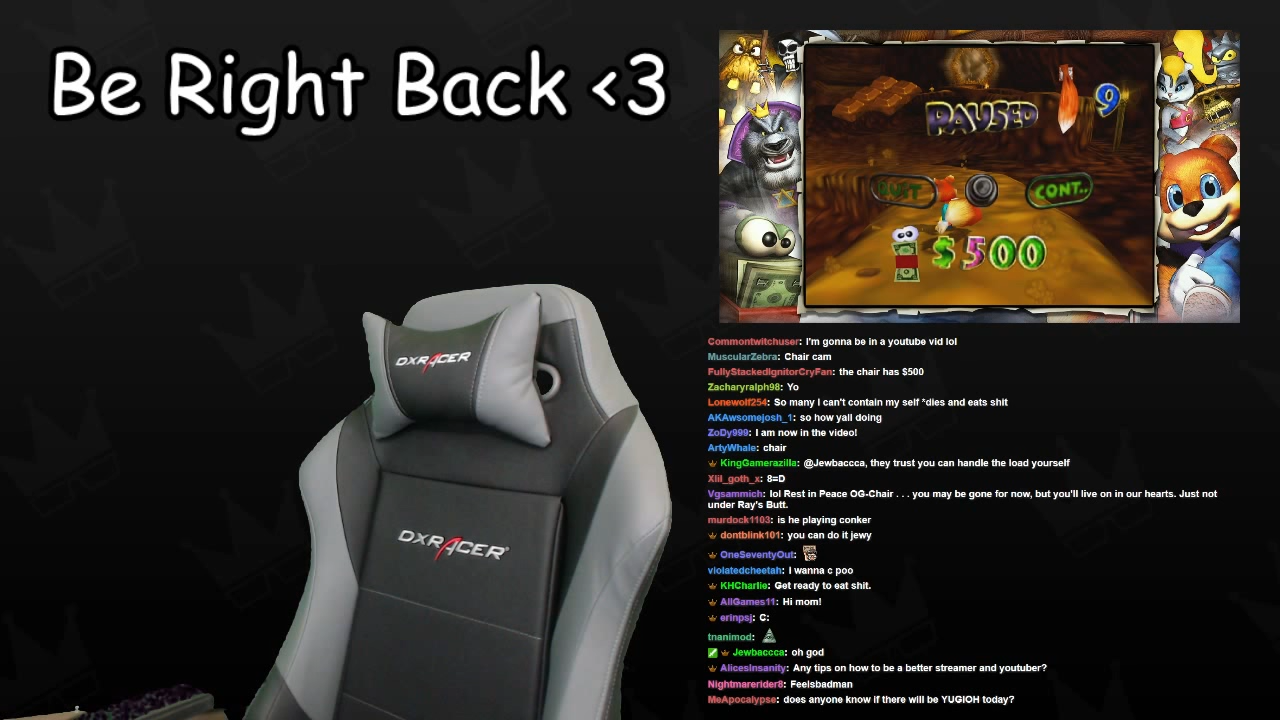 Be Right Back <3
PAUSED
9
QUIT
CONT..
$500
DXRACER
DXRACER®
Commontwitchuser: I'm gonna be in a youtube vid lol
MuscularZebra: Chair cam
FullyStackedIgnitorCryFan: the chair has $500
Zacharyralph98: Yo
Lonewolf254: So many I can't contain my self *dies and eats shit
AKAwsomejosh_1: so how yall doing
ZoDy999: I am now in the video!
ArtyWhale: chair
KingGamerazilla: @Jewbaccca, they trust you can handle the load yourself
Xlil_goth_x: 8=D
Vgsammich: lol Rest in Peace OG-Chair . . . you may be gone for now, but you'll live on in our hearts. Just not
under Ray's Butt.
murdock1103: is he playing conker
dontblink101: you can do it jewy
OneSeventyOut:
violatedcheetah: I wanna c poo
KHCharlie: Get ready to eat shit.
AllGames11: Hi mom!
erinpsj: C:
tnanimod:
Jewbaccca: oh god
AlicesInsanity: Any tips on how to be a better streamer and youtuber?
Nightmarerider8: Feelsbadman
MeApocalypse: does anyone know if there will be YUGIOH today?